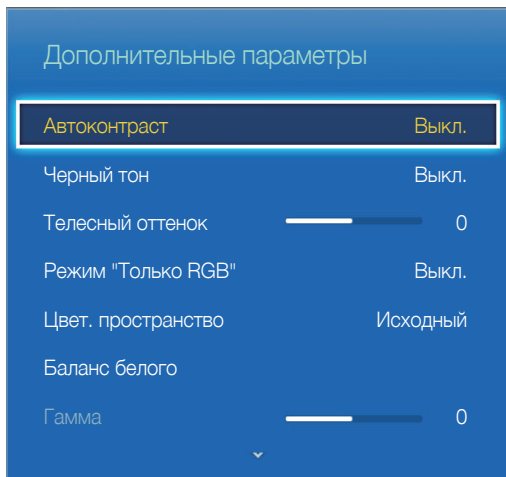 Дополнительные параметры
Автоконтраст Выкл.
Черный тон Выкл.
Телесный оттенок 0
Режим "Только RGB" Выкл.
Цвет. пространство Исходный
Баланс белого
Гамма 0